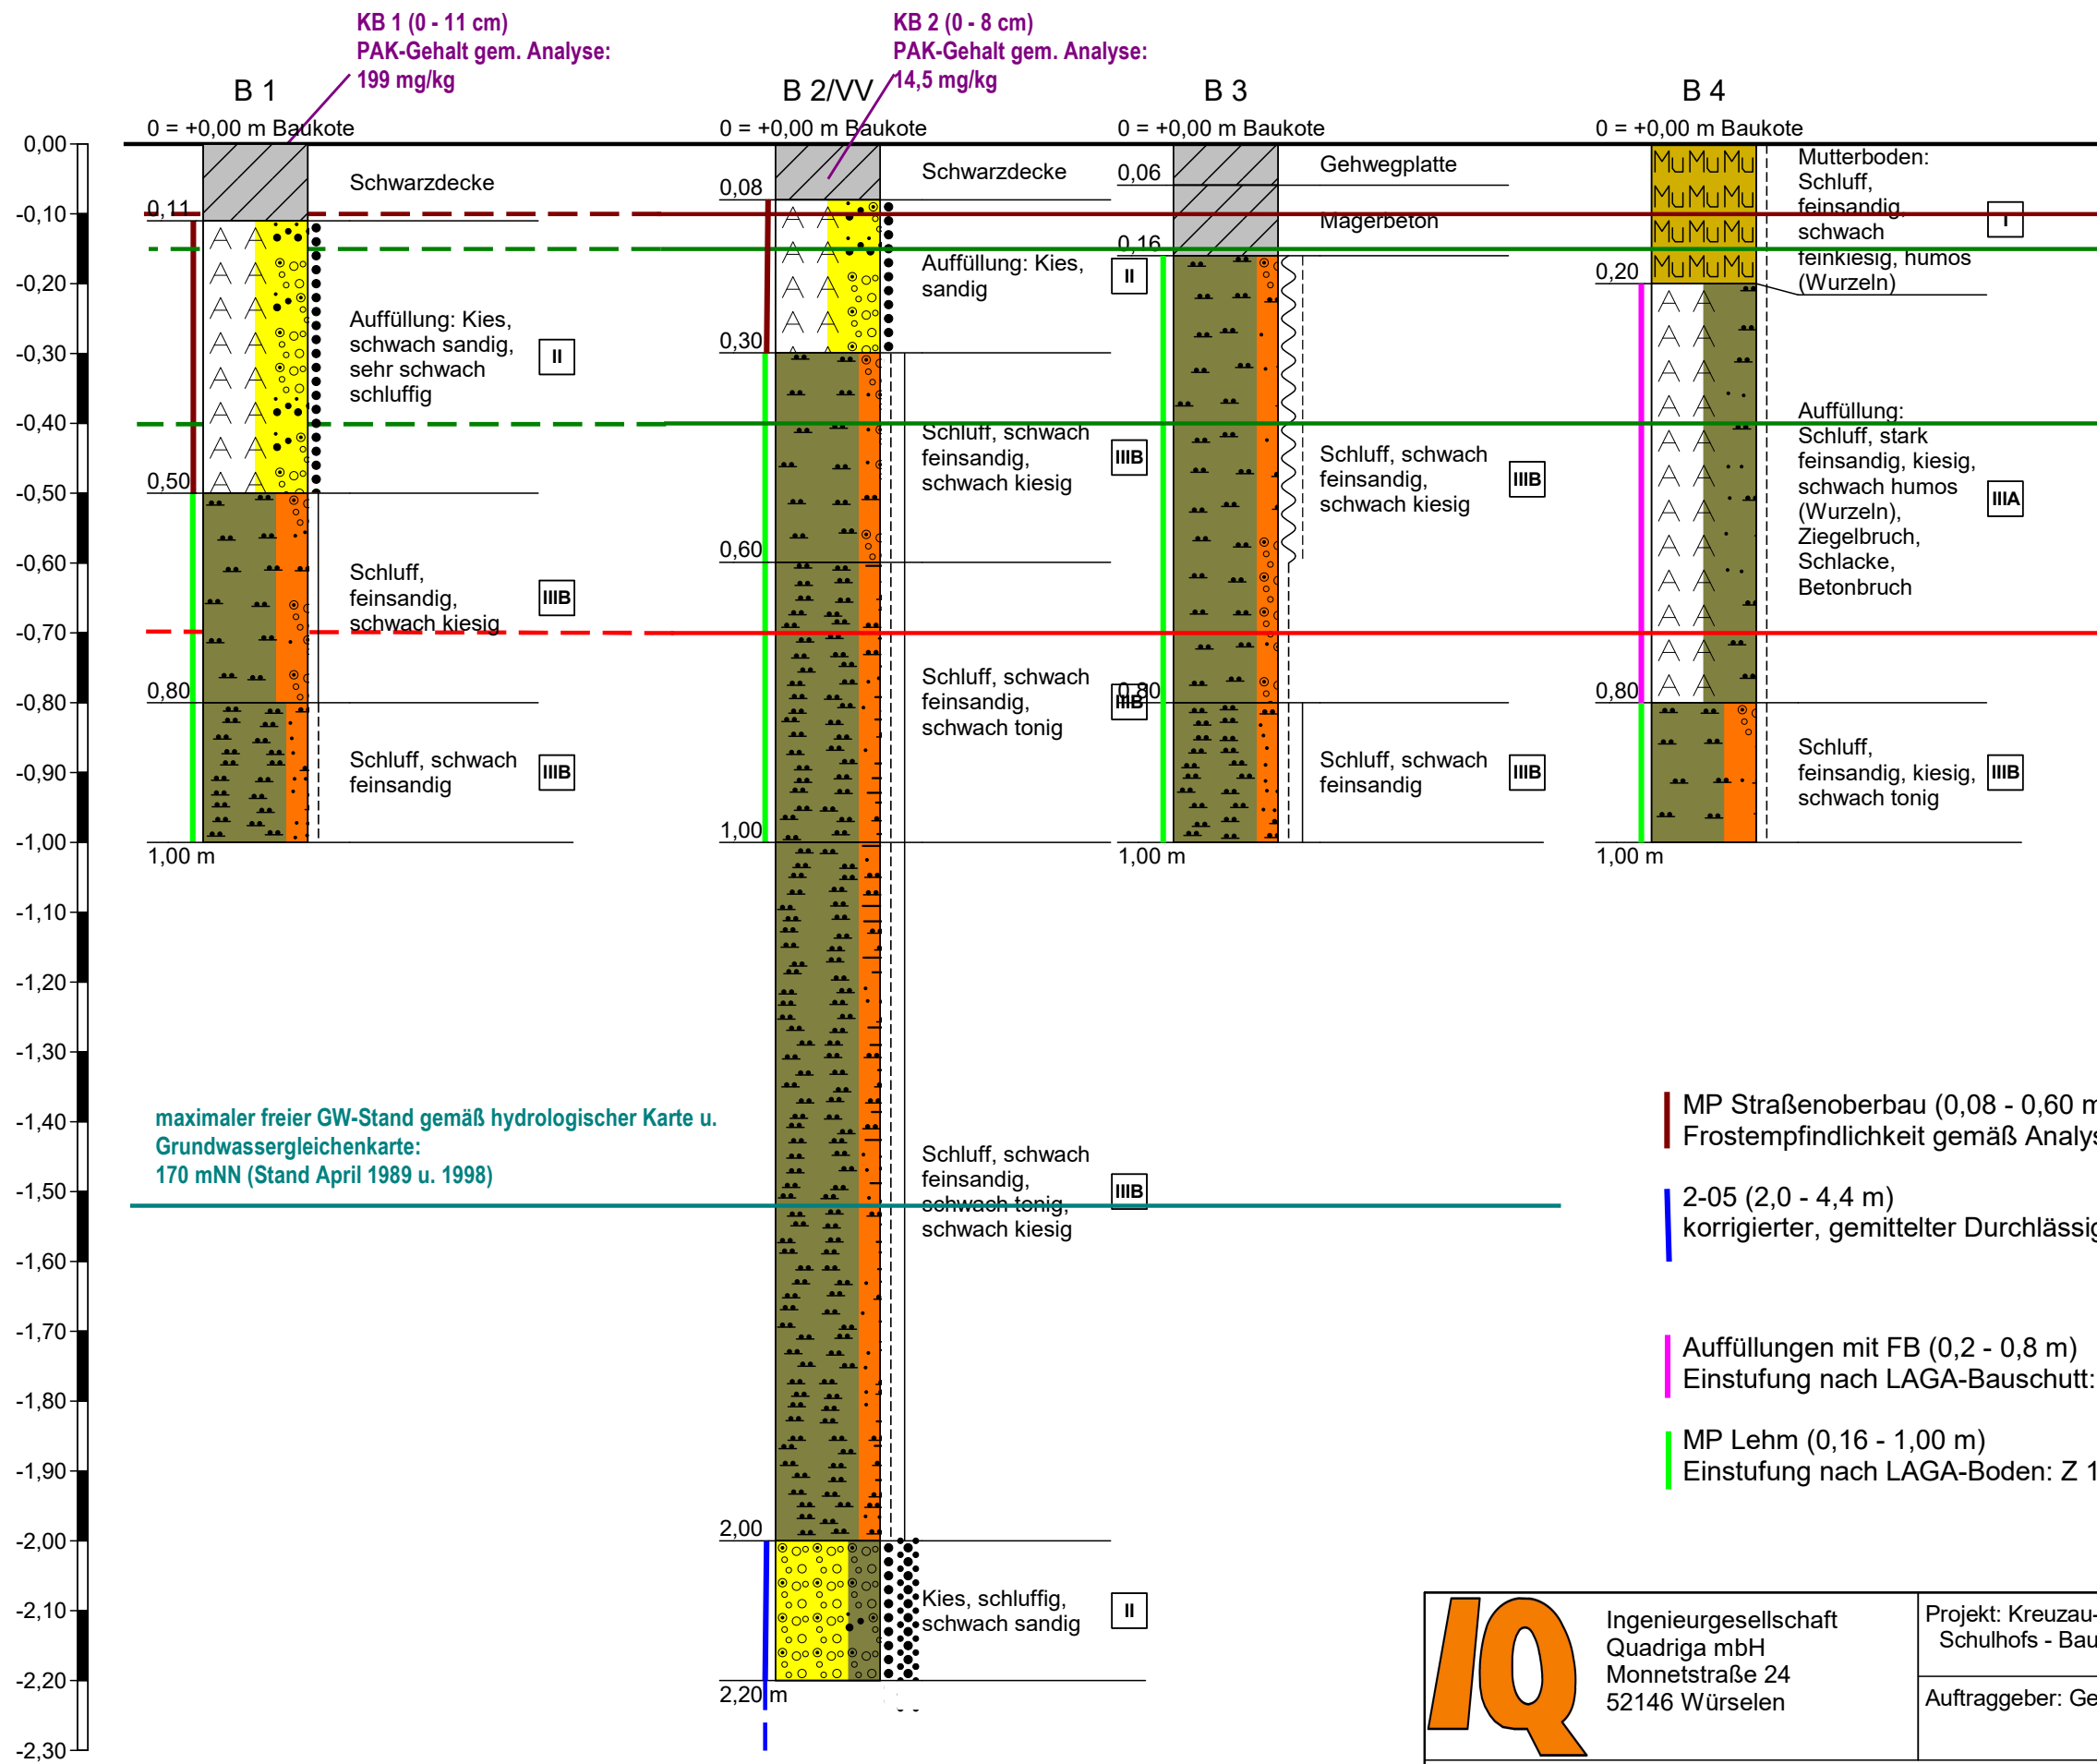 KB 1 (0 - 11 cm)
PAK-Gehalt gem. Analyse:
199 mg/kg
KB 2 (0 - 8 cm)
PAK-Gehalt gem. Analyse:
14,5 mg/kg
B 1
B 2/VV
B 3
B 4
0 = +0,00 m Baukote
0 = +0,00 m Baukote
0 = +0,00 m Baukote
0 = +0,00 m Baukote
0,00
-0,10
-0,20
-0,30
-0,40
-0,50
-0,60
-0,70
-0,80
-0,90
-1,00
-1,10
-1,20
-1,30
-1,40
-1,50
-1,60
-1,70
-1,80
-1,90
-2,00
-2,10
-2,20
-2,30
0,11
Schwarzdecke
Auffüllung: Kies,
schwach sandig,
sehr schwach
schluffig
II
0,50
Schluff,
feinsandig,
schwach kiesig
IIIB
0,80
Schluff, schwach
feinsandig
IIIB
1,00 m
0,08
Schwarzdecke
Auffüllung: Kies,
sandig
II
0,30
Schluff, schwach
feinsandig,
schwach kiesig
IIIB
0,60
Schluff, schwach
feinsandig,
schwach tonig
IIIB
1,00
Schluff, schwach
feinsandig,
schwach tonig,
schwach kiesig
IIIB
2,00
Kies, schluffig,
schwach sandig
II
2,20 m
0,06
Gehwegplatte
Magerbeton
0,16
Schluff, schwach
feinsandig,
schwach kiesig
IIIB
0,80
Schluff, schwach
feinsandig
IIIB
1,00 m
Mu Mu Mu
Mu Mu Mu
Mu Mu Mu
Mu Mu Mu
Mutterboden:
Schluff,
feinsandig,
schwach
feinkiesig, humos
(Wurzeln)
I
0,20
Auffüllung:
Schluff, stark
feinsandig, kiesig,
schwach humos
(Wurzeln),
Ziegelbruch,
Schlacke,
Betonbruch
IIIA
0,80
Schluff,
feinsandig, kiesig,
schwach tonig
IIIB
1,00 m
maximaler freier GW-Stand gemäß hydrologischer Karte u.
Grundwassergleichenkarte:
170 mNN (Stand April 1989 u. 1998)
MP Straßenoberbau (0,08 - 0,60 m
Frostempfindlichkeit gemäß Analys
2-05 (2,0 - 4,4 m)
korrigierter, gemittelter Durchlässig
Auffüllungen mit FB (0,2 - 0,8 m)
Einstufung nach LAGA-Bauschutt:
MP Lehm (0,16 - 1,00 m)
Einstufung nach LAGA-Boden: Z 1
IQ
Ingenieurgesellschaft
Quadriga mbH
Monnetstraße 24
52146 Würselen
Projekt: Kreuzau-
Schulhofs - Bau
Auftraggeber: Ge